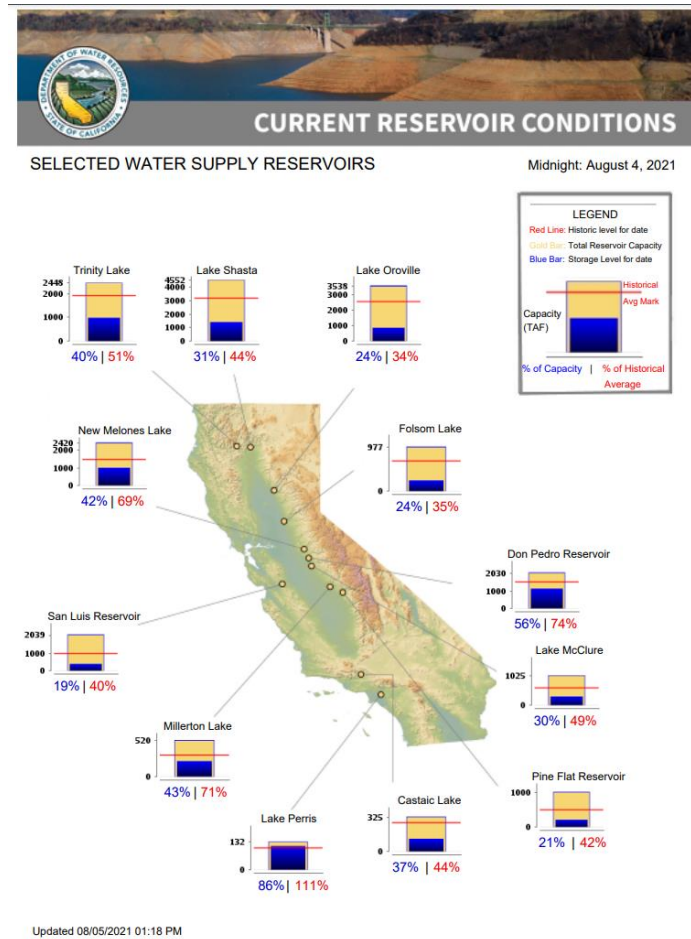 DEPARTMENT OF WATER RESOURCES
STATE OF CALIFORNIA
CURRENT RESERVOIR CONDITIONS
SELECTED WATER SUPPLY RESERVOIRS
Midnight: August 4, 2021
LEGEND
Red Line: Historic level for date
Gold Bar: Total Reservoir Capacity
Blue Bar: Storage Level for date
Historical
Avg Mark
Capacity
(TAF)
% of Capacity | % of Historical
Average
Trinity Lake
2448
2000
1000
0
40% | 51%
Lake Shasta
4552
4000
3000
2000
1000
0
31% | 44%
Lake Oroville
3538
3000
2000
1000
0
24% | 34%
New Melones Lake
2420
2000
1000
0
42% | 69%
Folsom Lake
977
0
24% | 35%
Don Pedro Reservoir
2030
1000
0
56% | 74%
San Luis Reservoir
2039
1000
0
19% | 40%
Lake McClure
1025
0
30% | 49%
Millerton Lake
520
0
43% | 71%
Pine Flat Reservoir
1000
0
21% | 42%
Lake Perris
132
0
86% | 111%
Castaic Lake
325
0
37% | 44%
Updated 08/05/2021 01:18 PM